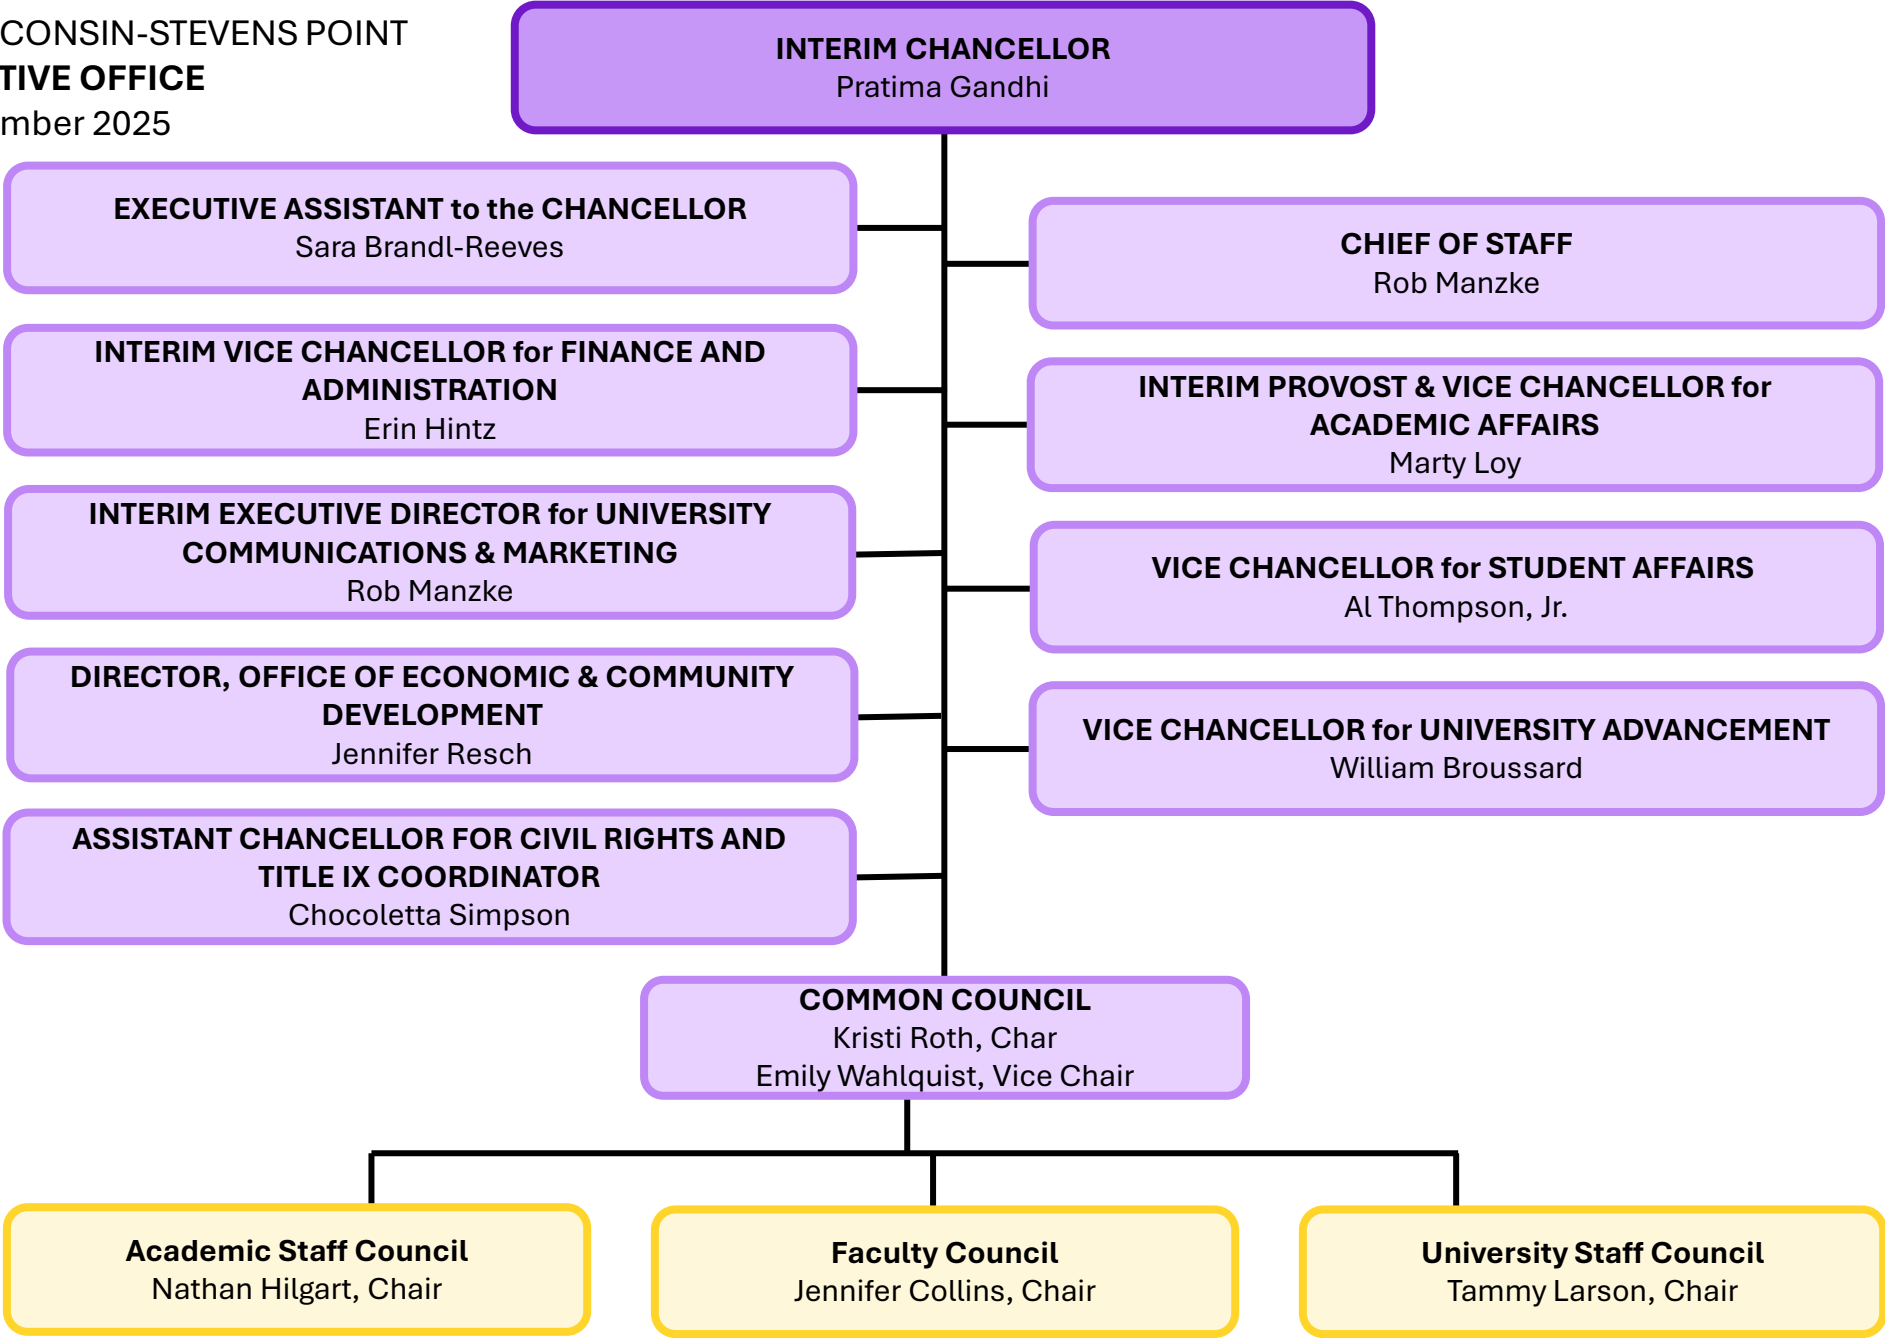 CONSIN-STEVENS POINT
TIVE OFFICE
mber 2025
INTERIM CHANCELLOR
Pratima Gandhi
EXECUTIVE ASSISTANT to the CHANCELLOR
Sara Brandl-Reeves
CHIEF OF STAFF
Rob Manzke
INTERIM VICE CHANCELLOR for FINANCE AND
ADMINISTRATION
Erin Hintz
INTERIM PROVOST & VICE CHANCELLOR for
ACADEMIC AFFAIRS
Marty Loy
INTERIM EXECUTIVE DIRECTOR for UNIVERSITY
COMMUNICATIONS & MARKETING
Rob Manzke
VICE CHANCELLOR for STUDENT AFFAIRS
Al Thompson, Jr.
DIRECTOR, OFFICE OF ECONOMIC & COMMUNITY
DEVELOPMENT
Jennifer Resch
VICE CHANCELLOR for UNIVERSITY ADVANCEMENT
William Broussard
ASSISTANT CHANCELLOR FOR CIVIL RIGHTS AND
TITLE IX COORDINATOR
Chocoletta Simpson
COMMON COUNCIL
Kristi Roth, Char
Emily Wahlquist, Vice Chair
Academic Staff Council
Nathan Hilgart, Chair
Faculty Council
Jennifer Collins, Chair
University Staff Council
Tammy Larson, Chair